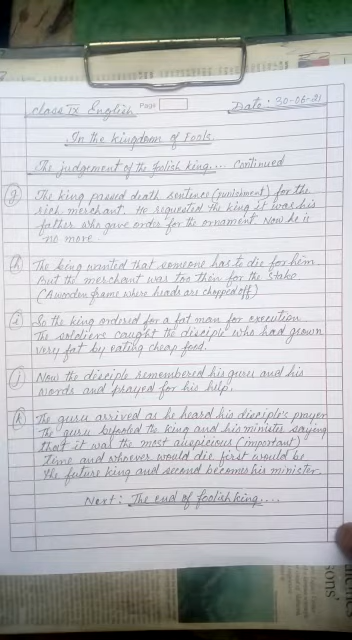 Class IX English Page Date: 30-06-21
In the kingdom of Fools.
The judgement of the foolish king.... Continued
g The king passed death sentence (punishment) for the
rich merchant. He requested the king it was his
father who gave order for the ornament. Now he is
no more.
h The king wanted that someone has to die for him
But the merchant was too thin for the stake
(A wooden frame where heads are chopped off)
i So the king ordered for a fat man for execution
The soldiers caught the disciple who had grown
very fat by eating cheap food.
j Now the disciple remembered his guru and his
words and prayed for his help.
k The guru arrived as he heard his disciple's prayer
The guru befooled the king and his minister saying
that it was the most auspicious (important)
time and whoever would die first would be
the future king and second becomes his minister.
Next: The end of foolish king....